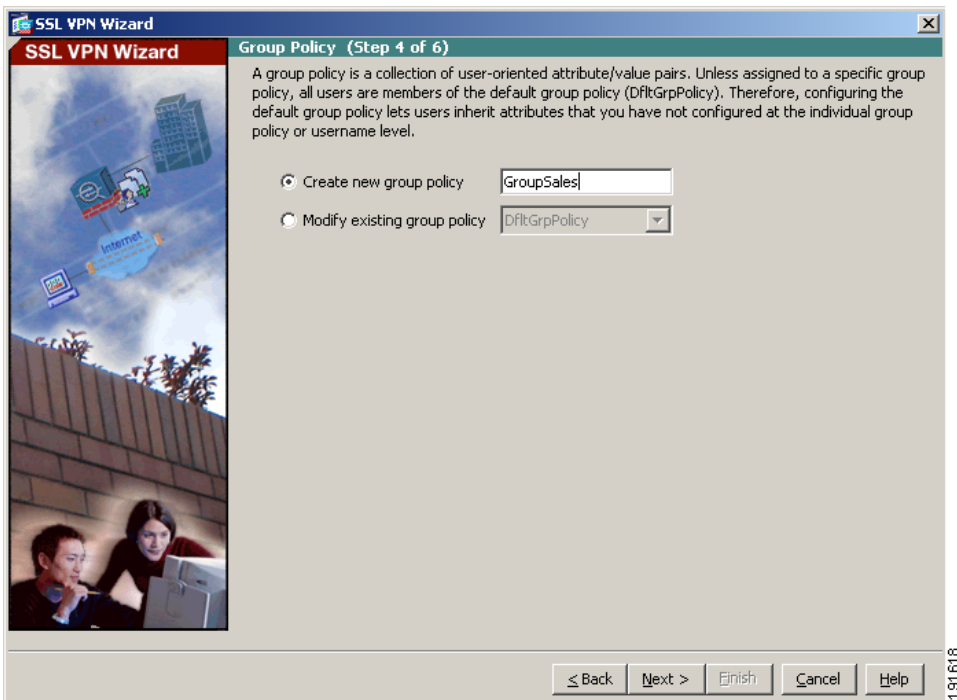 SSL VPN Wizard
SSL VPN Wizard
Group Policy (Step 4 of 6)
A group policy is a collection of user-oriented attribute/value pairs. Unless assigned to a specific group
policy, all users are members of the default group policy (DfltGrpPolicy). Therefore, configuring the
default group policy lets users inherit attributes that you have not configured at the individual group
policy or username level.
Create new group policy GroupSales
Modify existing group policy DfltGrpPolicy
Internet
< Back Next > Finish Cancel Help
191618